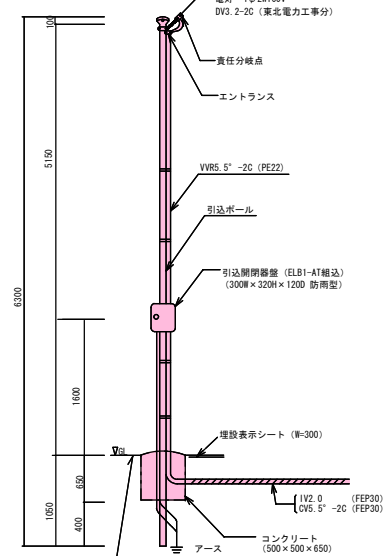 DV3.2-2C (東北電力工事分)
責任分岐点
エントランス
VVR5.5°-2C (PE22)
引込ポール
引込開閉器盤 (ELB1-AT組込)
(300W×320H×120D 防雨型)
埋設表示シート (W=300)
IV2.0 (FEP30)
CV5.5°-2C (FEP30)
コンクリート
(500×500×650)
アース
GL
100
5150
6300
1600
1050
650
400